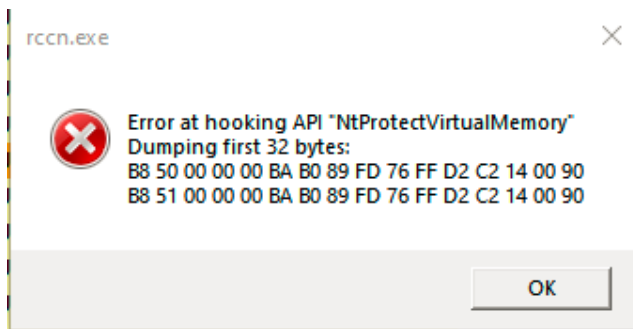 rccn.exe
Error at hooking API "NtProtectVirtualMemory"
Dumping first 32 bytes:
B8 50 00 00 00 BA B0 89 FD 76 FF D2 C2 14 00 90
B8 51 00 00 00 BA B0 89 FD 76 FF D2 C2 14 00 90
OK